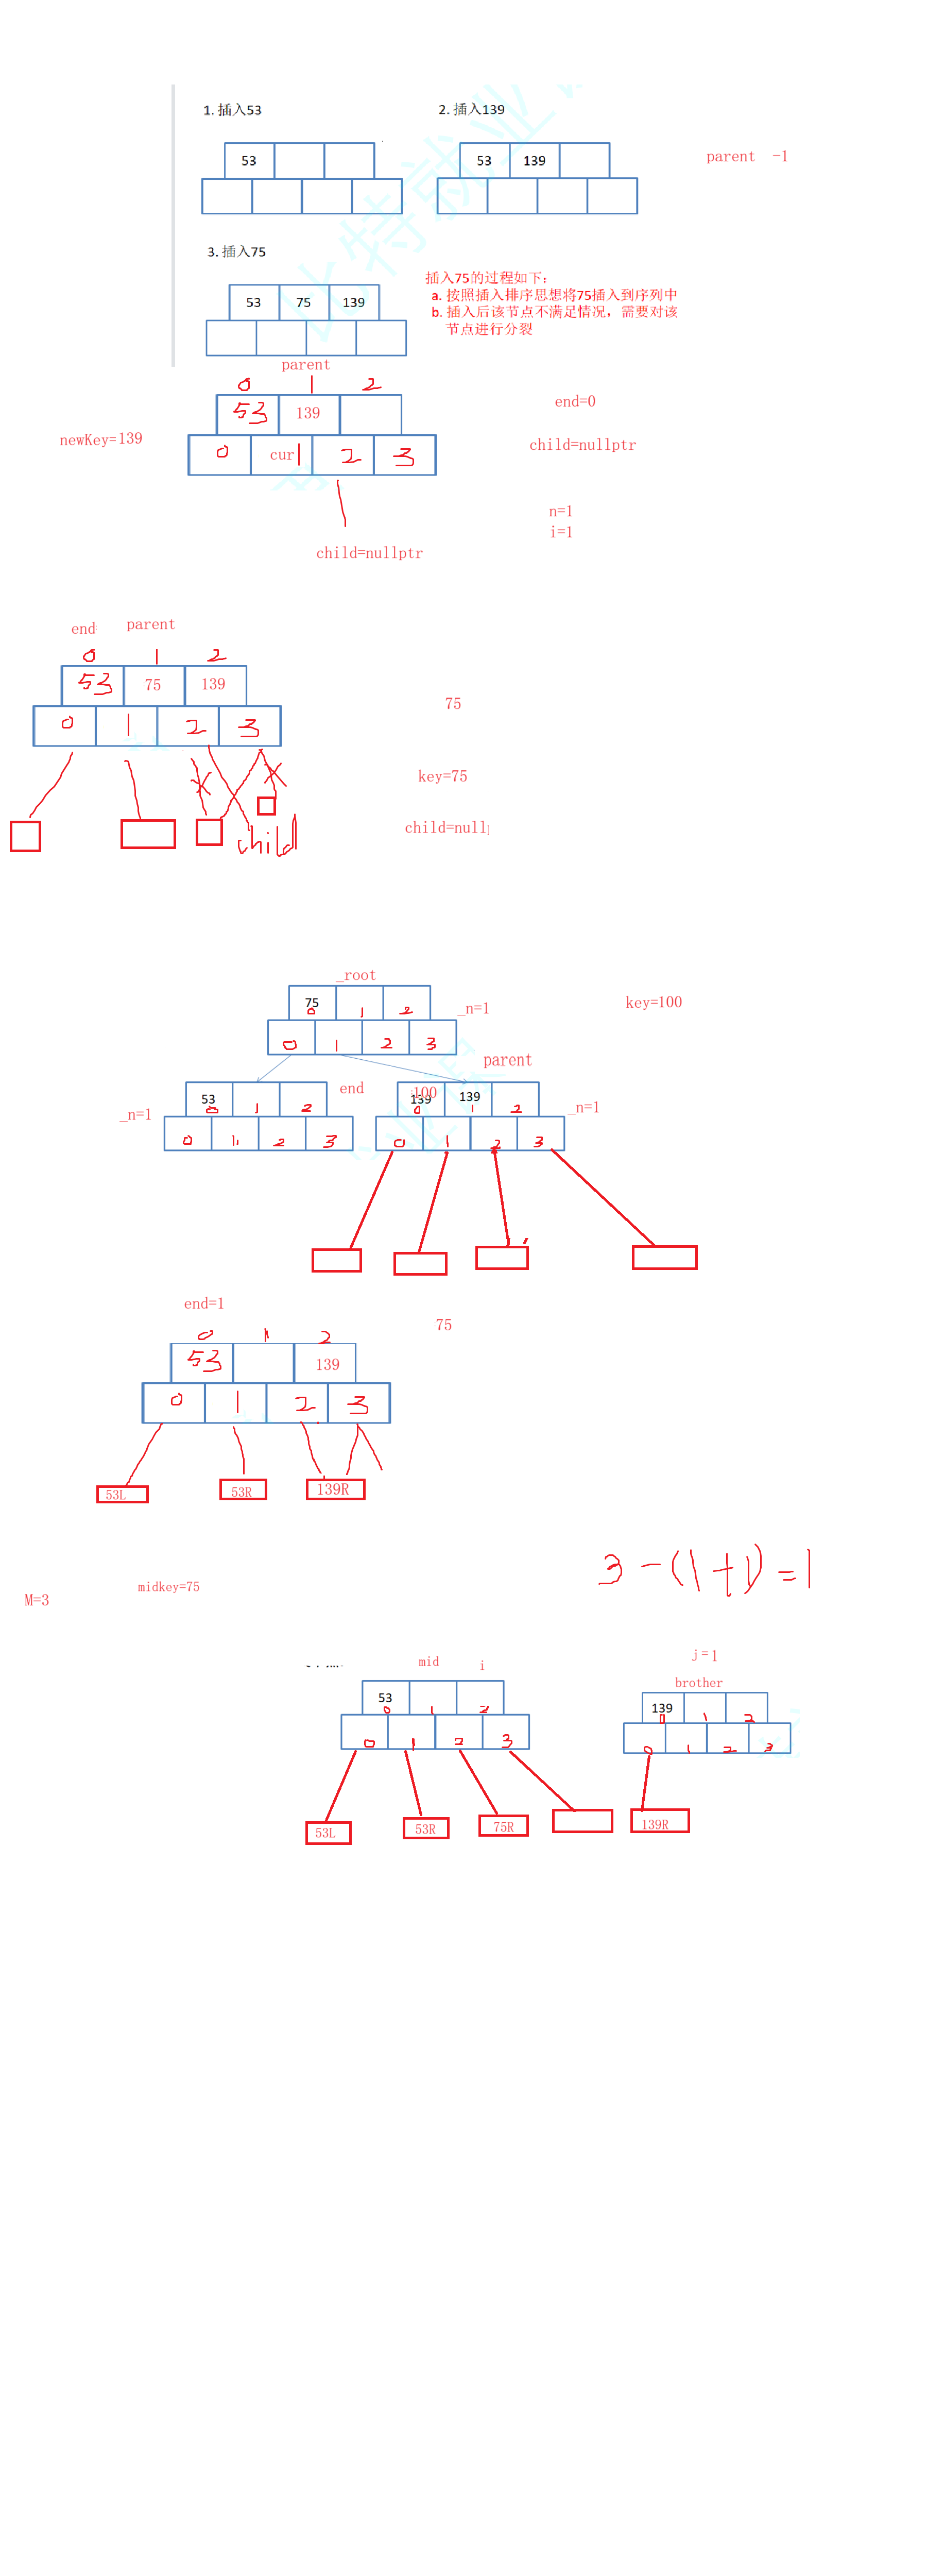 1. 插入53
2. 插入139
53
53 139
parent -1
3. 插入75
53 75 139
插入75的过程如下：
a. 按照插入排序思想将75插入到序列中
b. 插入后该节点不满足情况，需要对该
节点进行分裂
parent
0 1 2
53 139
end=0
newKey=139
0 cur 1 2 3
child=nullptr
n=1
i=1
child=nullptr
end parent
0 1 2
53 75 139
75
0 1 2 3
key=75
child=null
child
_root
75
0 1 2
_n=1
key=100
0 1 2 3
parent
end
53
0 1 2
_n=1
100
139 139
0 1 2
_n=1
0 1 2 3
0 1 2 3
end=1
75
0 1 2
53 139
0 1 2 3
53L 53R 139R
3-(1+1)=1
midkey=75
M=3
mid i
j=1
brother
53
0 1 2
139
0 1 2
0 1 2 3
0 1 2 3
53L 53R 75R 139R